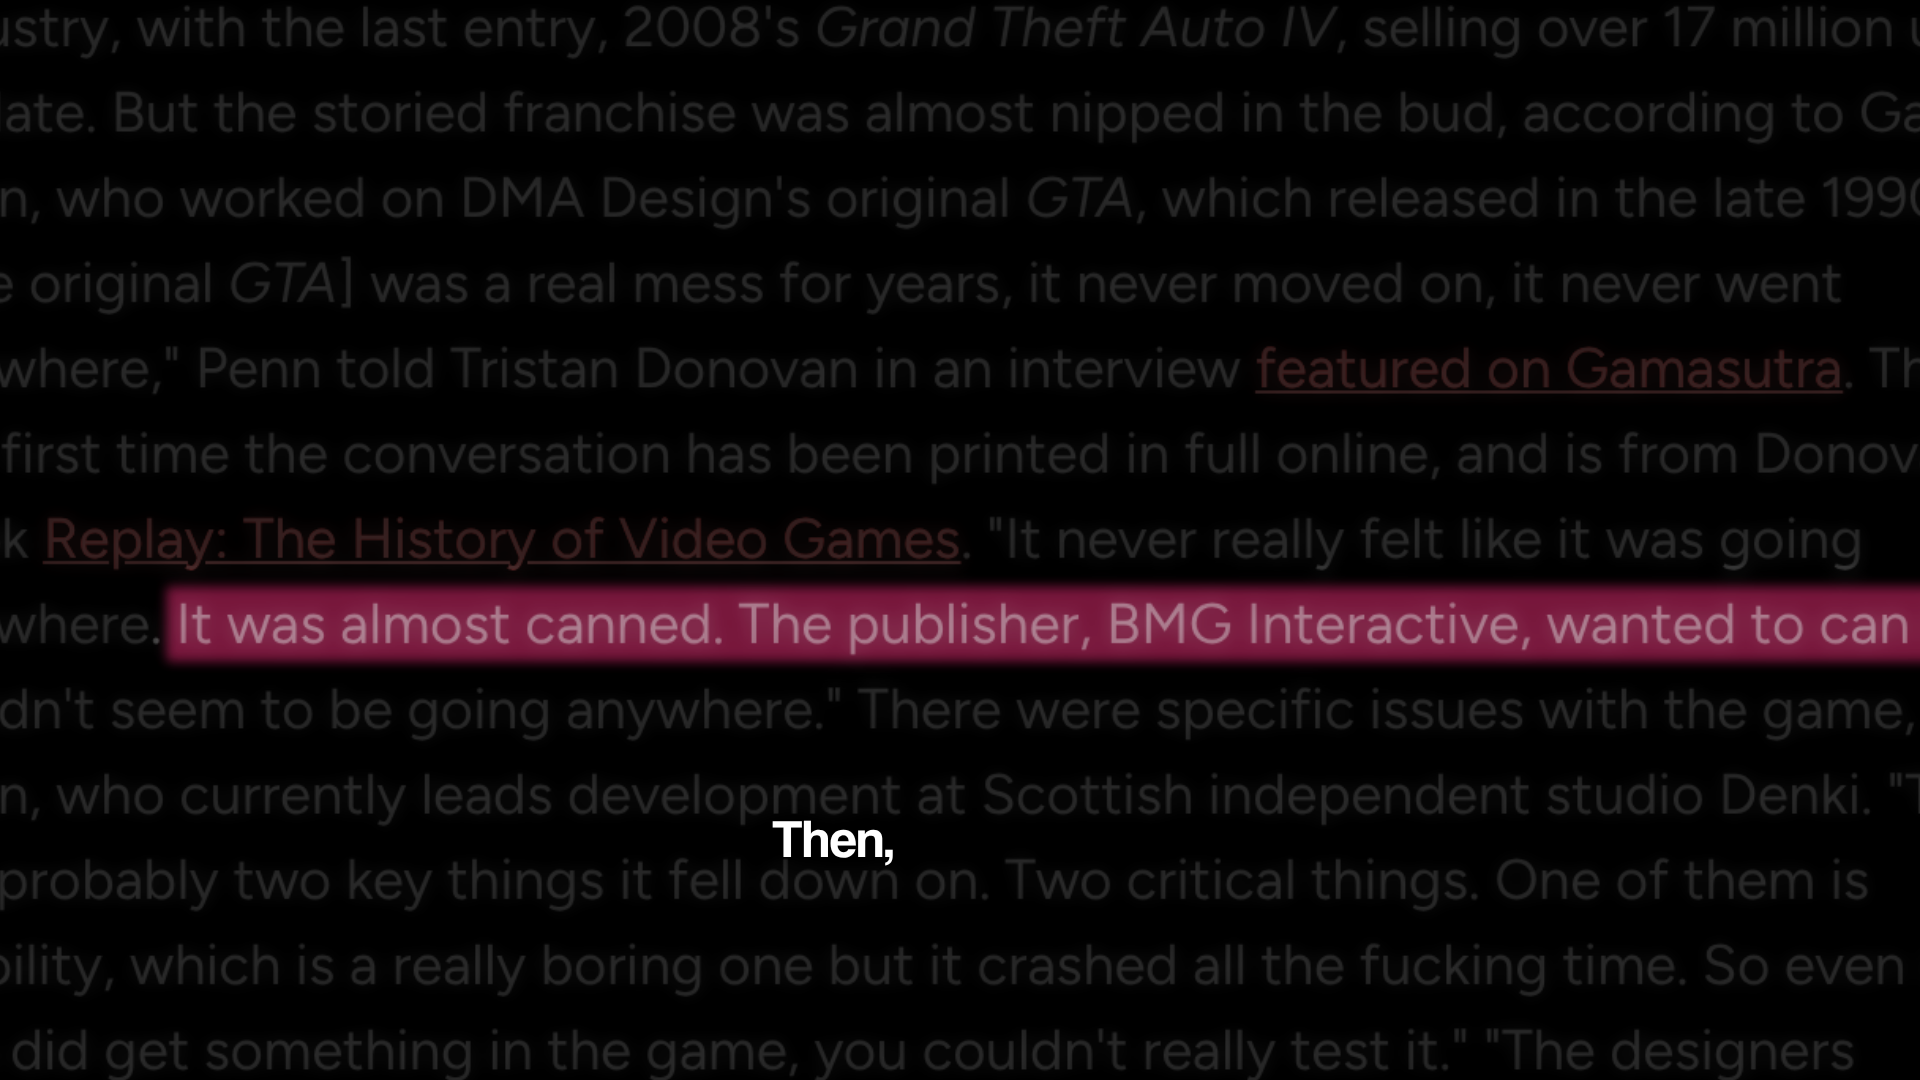 ustry, with the last entry, 2008's Grand Theft Auto IV, selling over 17 million u
late. But the storied franchise was almost nipped in the bud, according to Ga
n, who worked on DMA Design's original GTA, which released in the late 1990
e original GTA] was a real mess for years, it never moved on, it never went
where," Penn told Tristan Donovan in an interview featured on Gamasutra. Th
first time the conversation has been printed in full online, and is from Donov
k Replay: The History of Video Games. "It never really felt like it was going
where. It was almost canned. The publisher, BMG Interactive, wanted to can
dn't seem to be going anywhere." There were specific issues with the game,
n, who currently leads development at Scottish independent studio Denki. "T
Then,
probably two key things it fell down on. Two critical things. One of them is
bility, which is a really boring one but it crashed all the fucking time. So even
did get something in the game, you couldn't really test it." "The designers